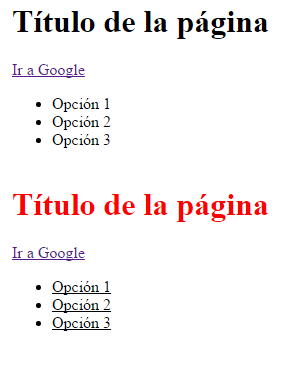 Título de la página
Ir a Google
Opción 1
Opción 2
Opción 3
Título de la página
Ir a Google
Opción 1
Opción 2
Opción 3